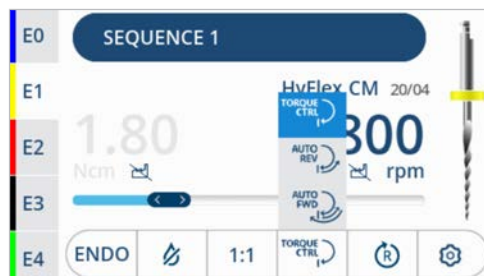 E0
SEQUENCE 1
E1
HyFlex CM 20/04
TORQUE
CTRL
E2
1.80
800
AUTO
REV
Ncm
rpm
E3
AUTO
FWD
E4
ENDO
1:1
TORQUE
CTRL
R